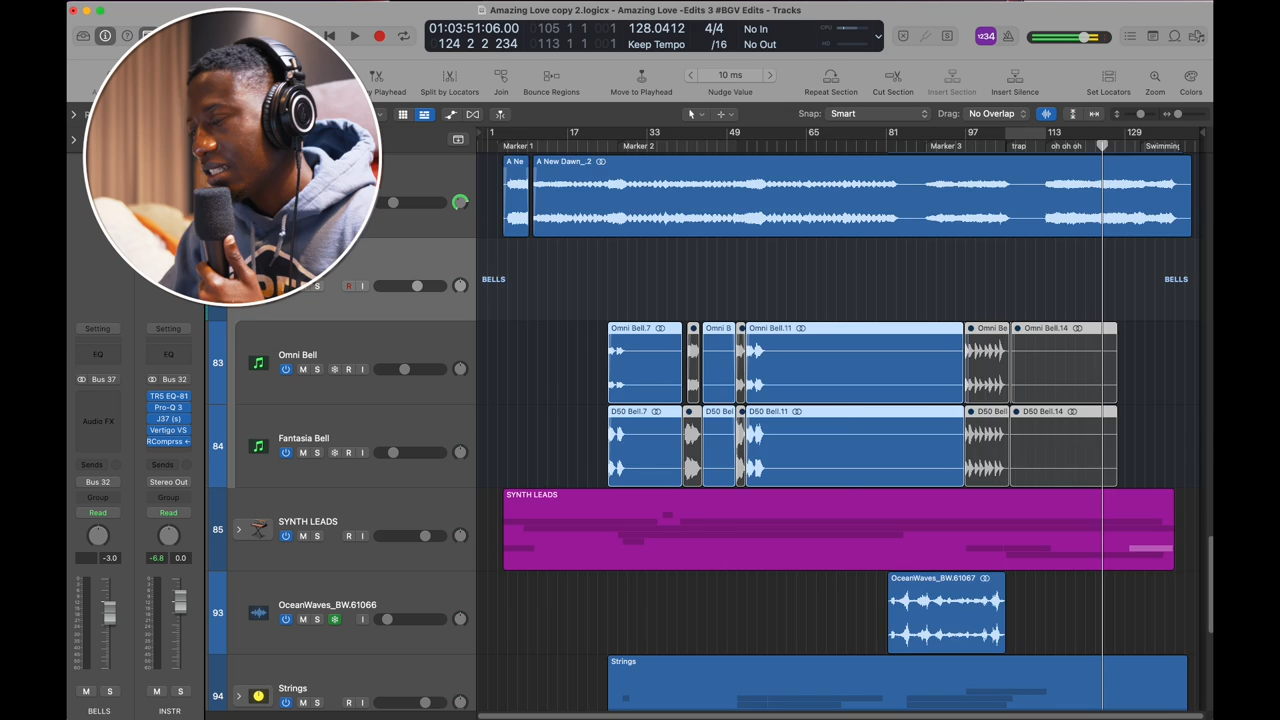 Amazing Love copy 2.logicx - Amazing Love -Edits 3 #BGV Edits - Tracks
01:03:51:06.00
105 1 1 001
128.0412
4/4
No In
CPU
124 2 2 234
113 1 1 001
Keep Tempo
/16
No Out
HD
1234
10 ms
by Playhead
Split by Locators
Join
Bounce Regions
Move to Playhead
Nudge Value
Repeat Section
Cut Section
Insert Section
Insert Silence
Set Locators
Zoom
Colors
Snap: Smart
Drag: No Overlap
1 17 33 49 65 81 97 113 129
Marker 1
Marker 2
Marker 3
trap
oh oh oh
Swimming
A Ne
A New Dawn_.2
S R I
BELLS
BELLS
Setting
Setting
EQ
EQ
Bus 37
Bus 32
Audio FX
TR5 EQ-81
Pro-Q 3
J37 (s)
Vertigo VS
RComprss
Sends
Sends
Bus 32
Stereo Out
Group
Group
Read
Read
-3.0
-6.8
0.0
M S
M S
BELLS
INSTR
83
Omni Bell
M S R I
Omni Bell.7
Omni B
Omni Bell.11
Omni Be
Omni Bell.14
84
Fantasia Bell
M S R I
D50 Bell.7
D50 Bel
D50 Bell.11
D50 Bell
D50 Bell.14
85
SYNTH LEADS
M S R I
SYNTH LEADS
93
OceanWaves_BW.61066
M S I
OceanWaves_BW.61067
94
Strings
M S R I
Strings